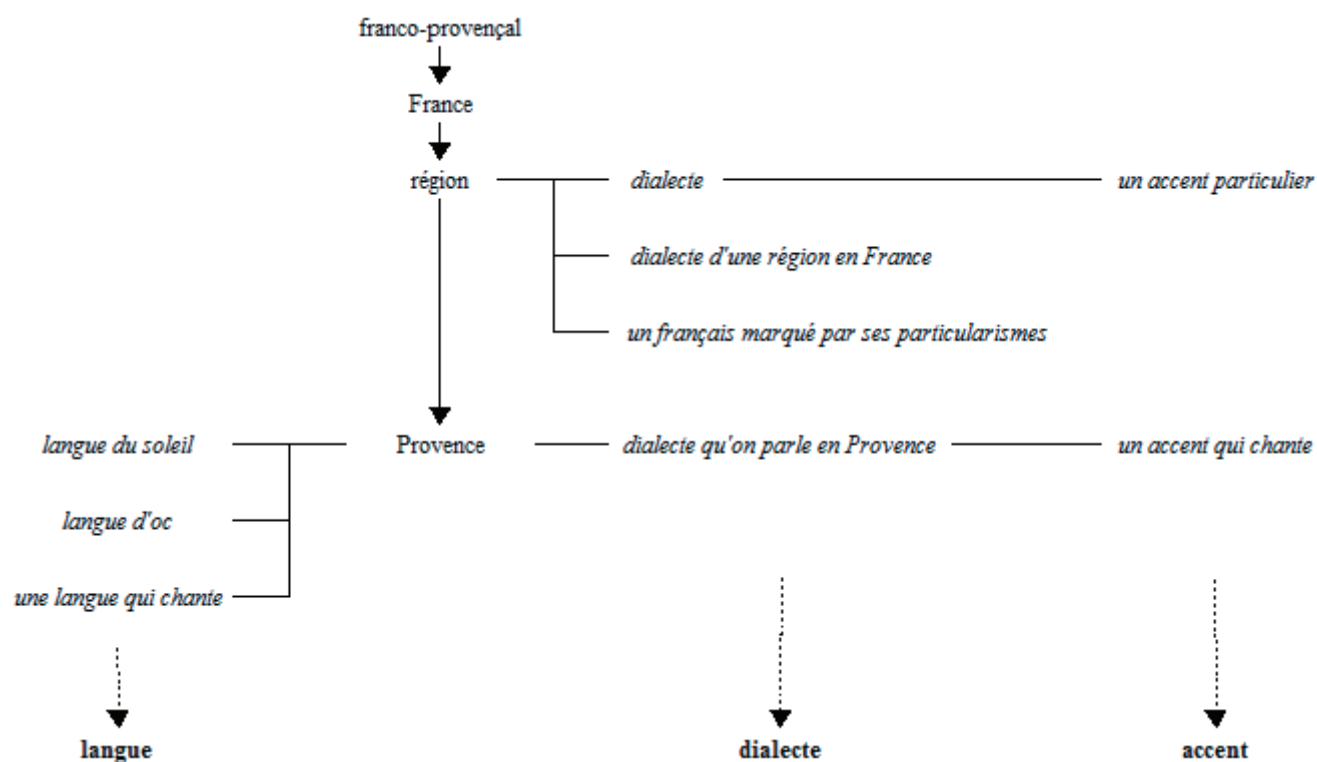 franco-provençal
France
région
dialecte
un accent particulier
dialecte d'une région en France
un français marqué par ses particularismes
langue du soleil
Provence
dialecte qu'on parle en Provence
un accent qui chante
langue d'oc
une langue qui chante
langue
dialecte
accent